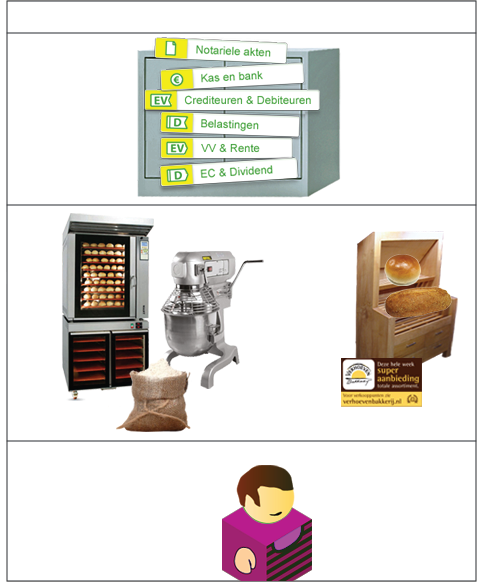 Notariele akten
€ Kas en bank
EV Crediteuren & Debiteuren
D Belastingen
EV VV & Rente
D EC & Dividend
VERHOEVEN
Bakkerij
Deze hele week
super
aanbieding
totale assortiment.
Voor verkooppunten zie
verhoevenbakkerij.nl